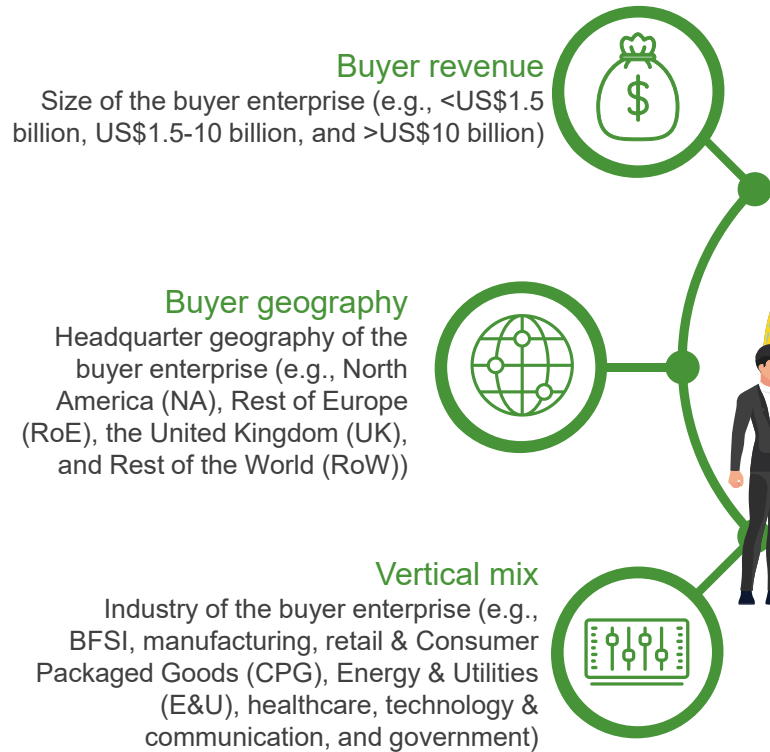 Buyer revenue
Size of the buyer enterprise (e.g., <US$1.5
billion, US$1.5-10 billion, and >US$10 billion)
$
Buyer geography
Headquarter geography of the
buyer enterprise (e.g., North
America (NA), Rest of Europe
(RoE), the United Kingdom (UK),
and Rest of the World (RoW))
Vertical mix
Industry of the buyer enterprise (e.g.,
BFSI, manufacturing, retail & Consumer
Packaged Goods (CPG), Energy & Utilities
(E&U), healthcare, technology &
communication, and government)